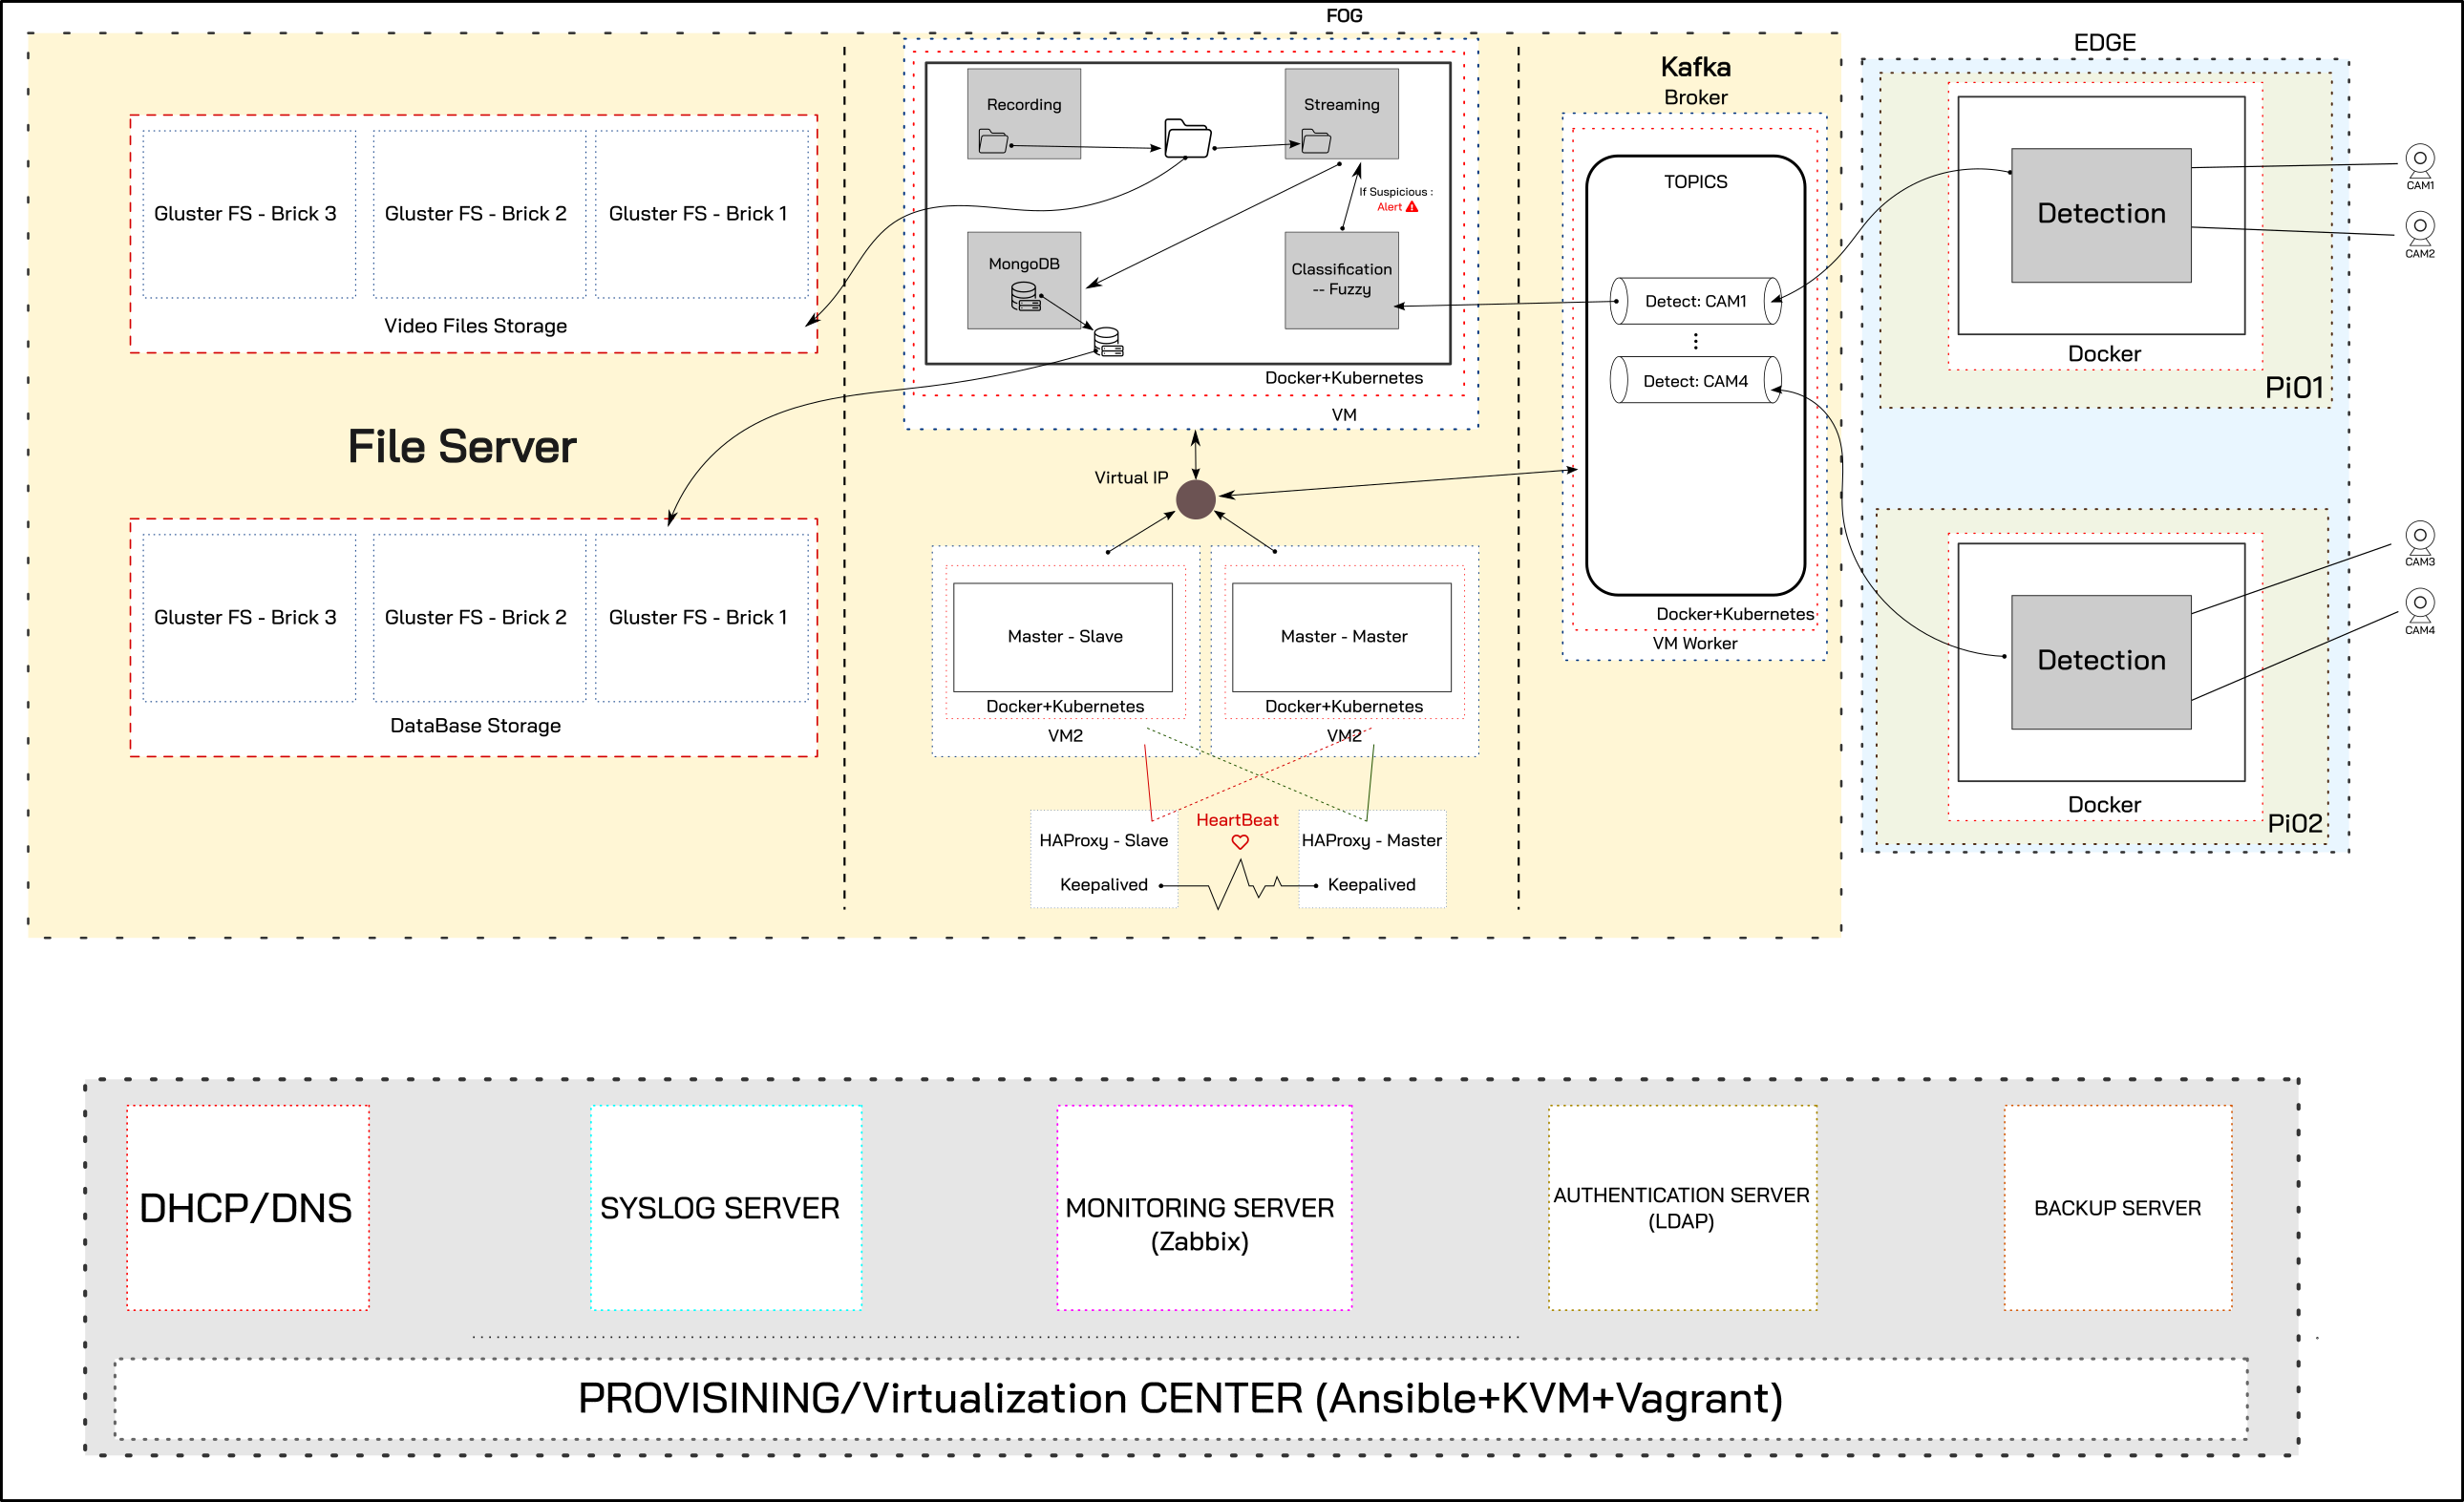 FOG
Gluster FS - Brick 3
Gluster FS - Brick 2
Gluster FS - Brick 1
Video Files Storage
File Server
Gluster FS - Brick 3
Gluster FS - Brick 2
Gluster FS - Brick 1
DataBase Storage
Recording
Streaming
If Suspicious :
Alert
MongoDB
Classification
-- Fuzzy
Docker+Kubernetes
VM
Virtual IP
Master - Slave
Docker+Kubernetes
VM2
Master - Master
Docker+Kubernetes
VM2
HAProxy - Slave
Keepalived
HeartBeat
HAProxy - Master
Keepalived
Kafka
Broker
TOPICS
Detect: CAM1
Detect: CAM4
Docker+Kubernetes
VM Worker
EDGE
Detection
Docker
Pi01
CAM1
CAM2
Detection
Docker
Pi02
CAM3
CAM4
DHCP/DNS
SYSLOG SERVER
MONITORING SERVER
(Zabbix)
AUTHENTICATION SERVER
(LDAP)
BACKUP SERVER
PROVISINING/Virtualization CENTER (Ansible+KVM+Vagrant)